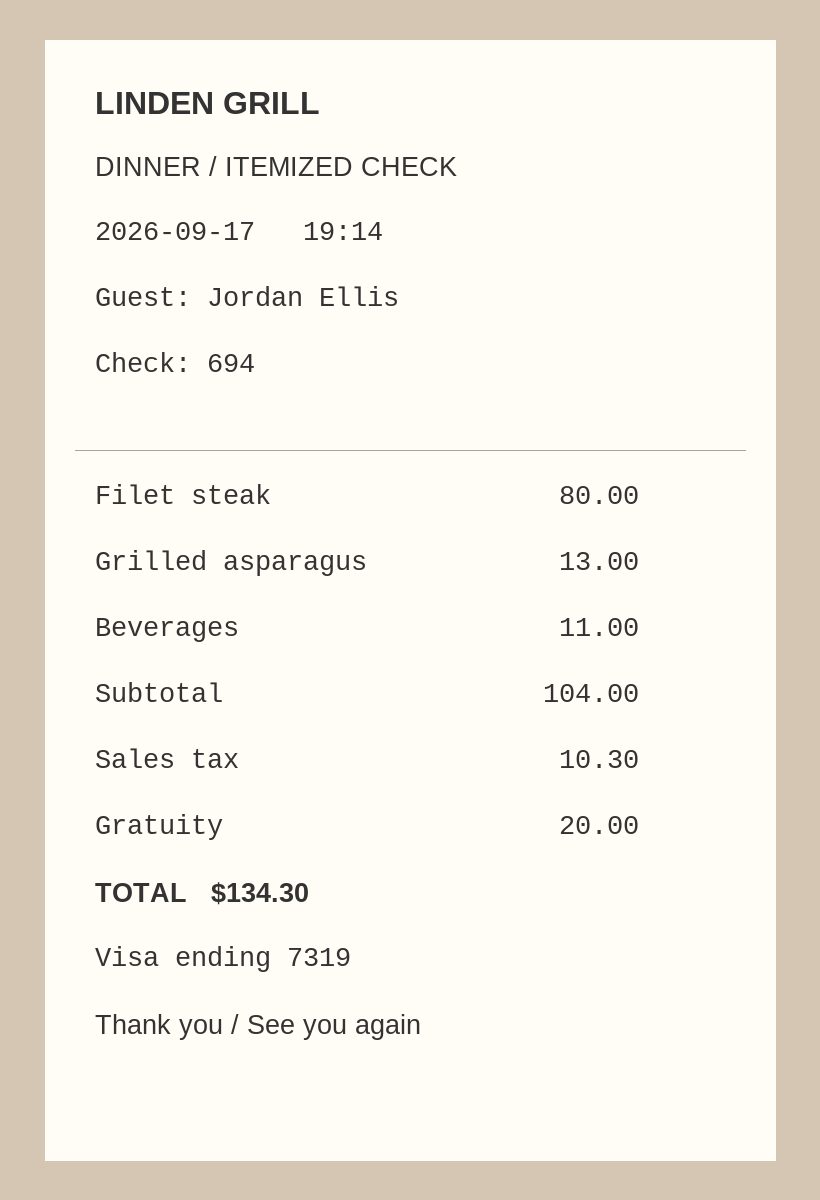 LINDEN GRILL
DINNER / ITEMIZED CHECK
2026-09-17   19:14
Guest: Jordan Ellis
Check: 694
Filet steak 80.00
Grilled asparagus 13.00
Beverages 11.00
Subtotal 104.00
Sales tax 10.30
Gratuity 20.00
TOTAL $134.30
Visa ending 7319
Thank you / See you again